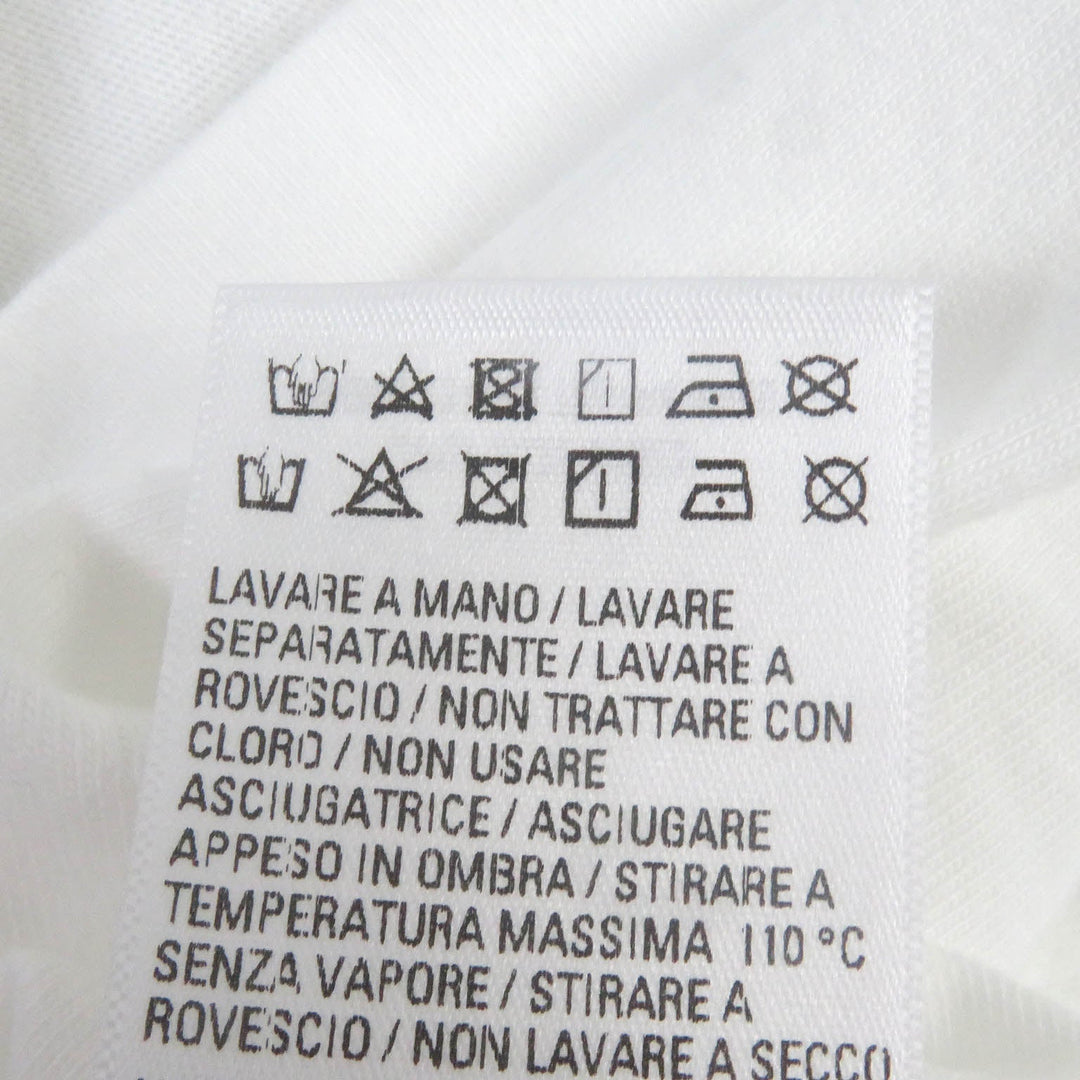 LAVARE A MANO / LAVARE
SEPARATAMENTE / LAVARE A
ROVESCIO / NON TRATTARE CON
CLORO / NON USARE
ASCIUGATRICE / ASCIUGARE
APPESO IN OMBRA / STIRARE A
TEMPERATURA MASSIMA 110 °C
SENZA VAPORE / STIRARE A
ROVESCIO / NON LAVARE A SECCO